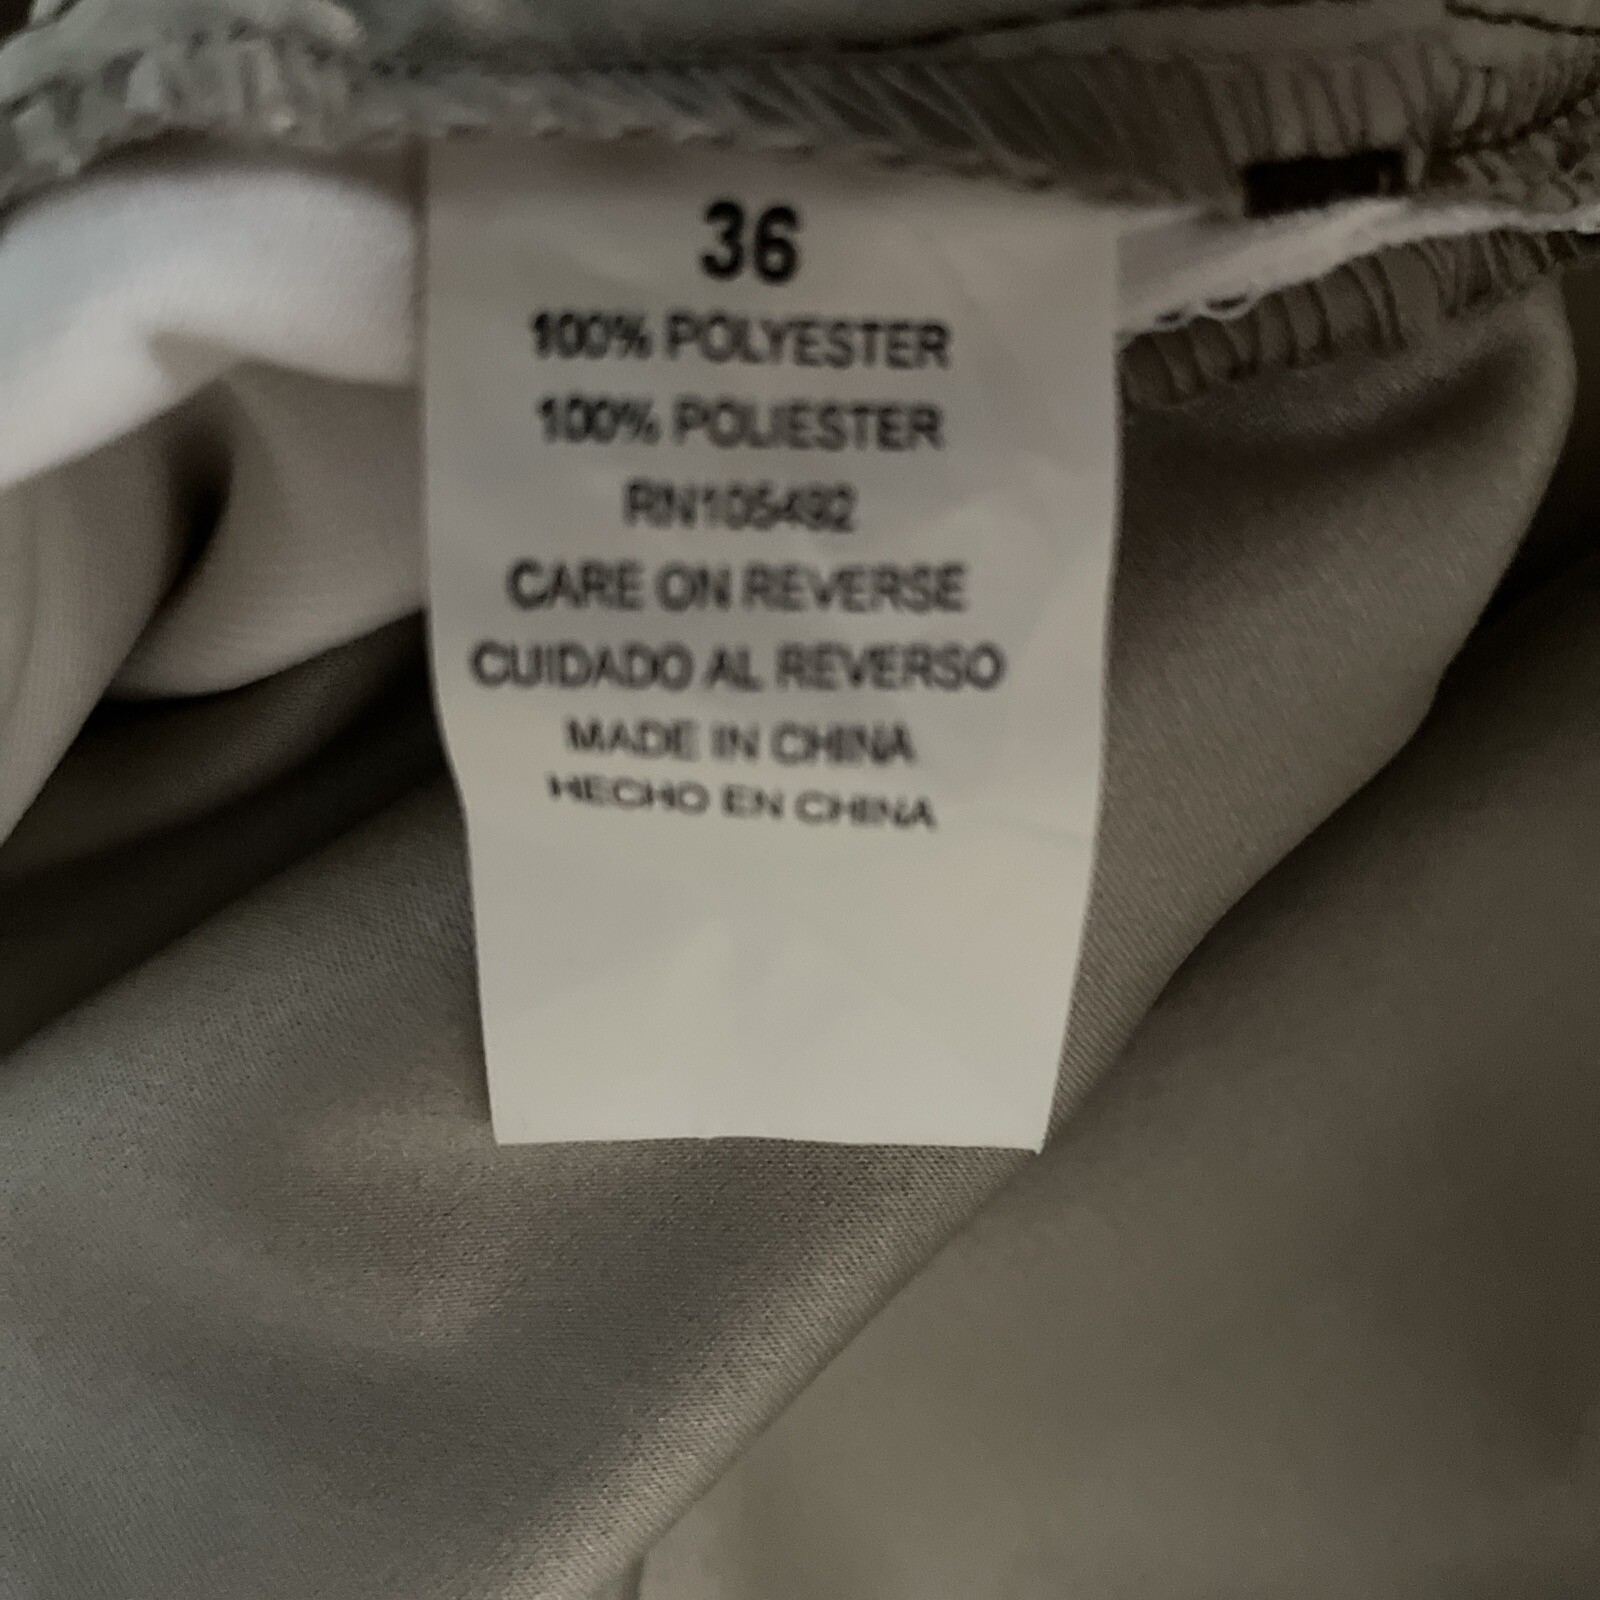 36
100% POLYESTER
100% POLIESTER
RN105492
CARE ON REVERSE
CUIDADO AL REVERSO
MADE IN CHINA
HECHO EN CHINA